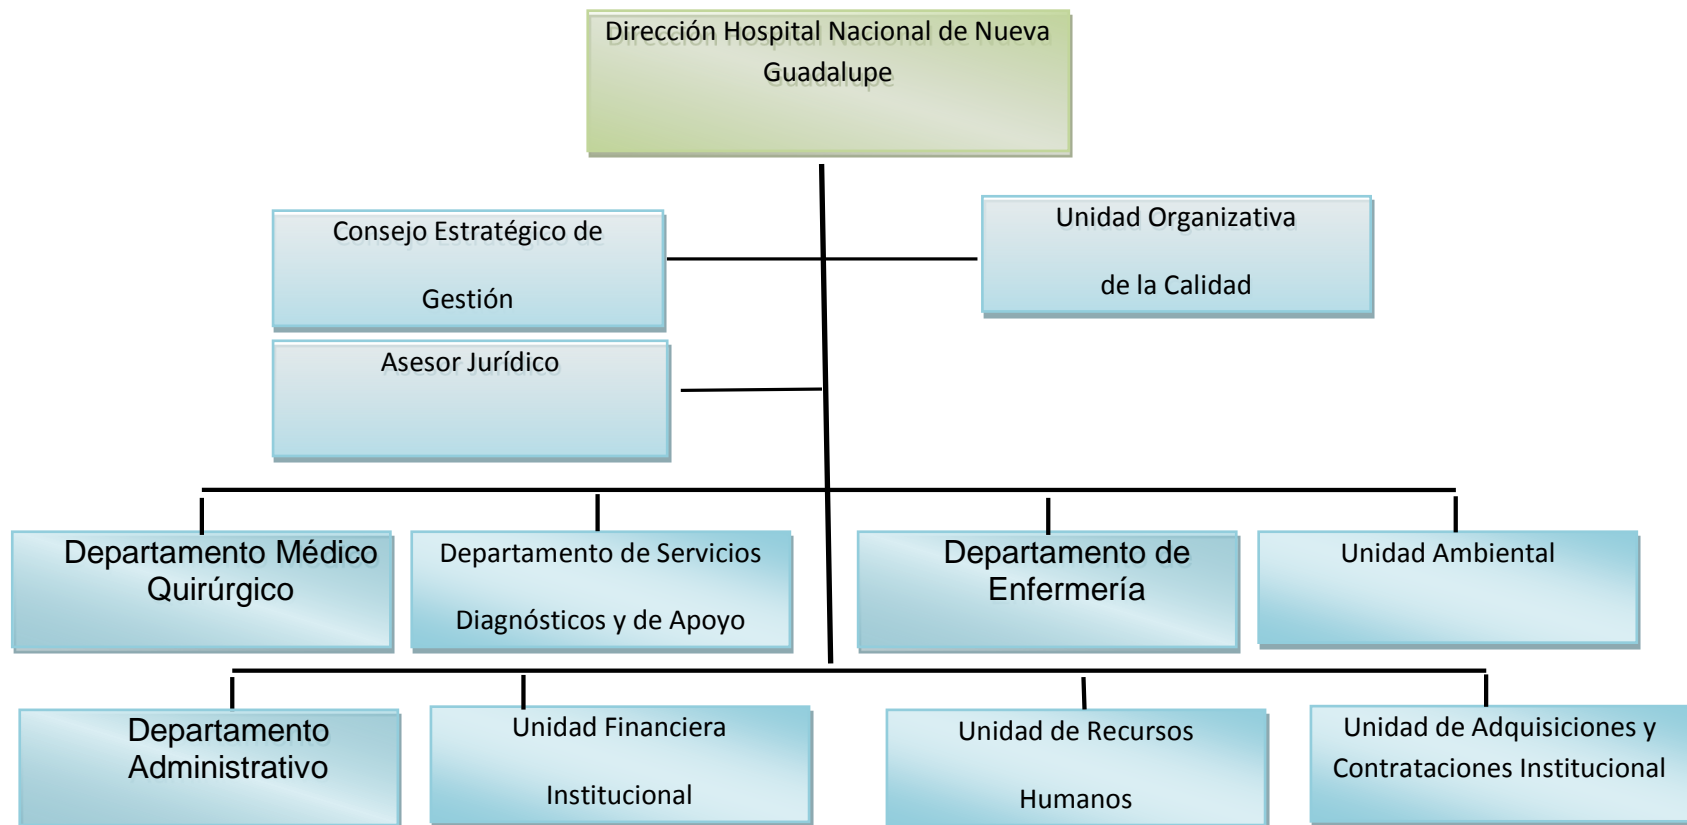 Dirección Hospital Nacional de Nueva
Guadalupe
Consejo Estratégico de
Gestión
Unidad Organizativa
de la Calidad
Asesor Jurídico
Departamento Médico
Quirúrgico
Departamento de Servicios
Diagnósticos y de Apoyo
Departamento de
Enfermería
Unidad Ambiental
Departamento
Administrativo
Unidad Financiera
Institucional
Unidad de Recursos
Humanos
Unidad de Adquisiciones y
Contrataciones Institucional